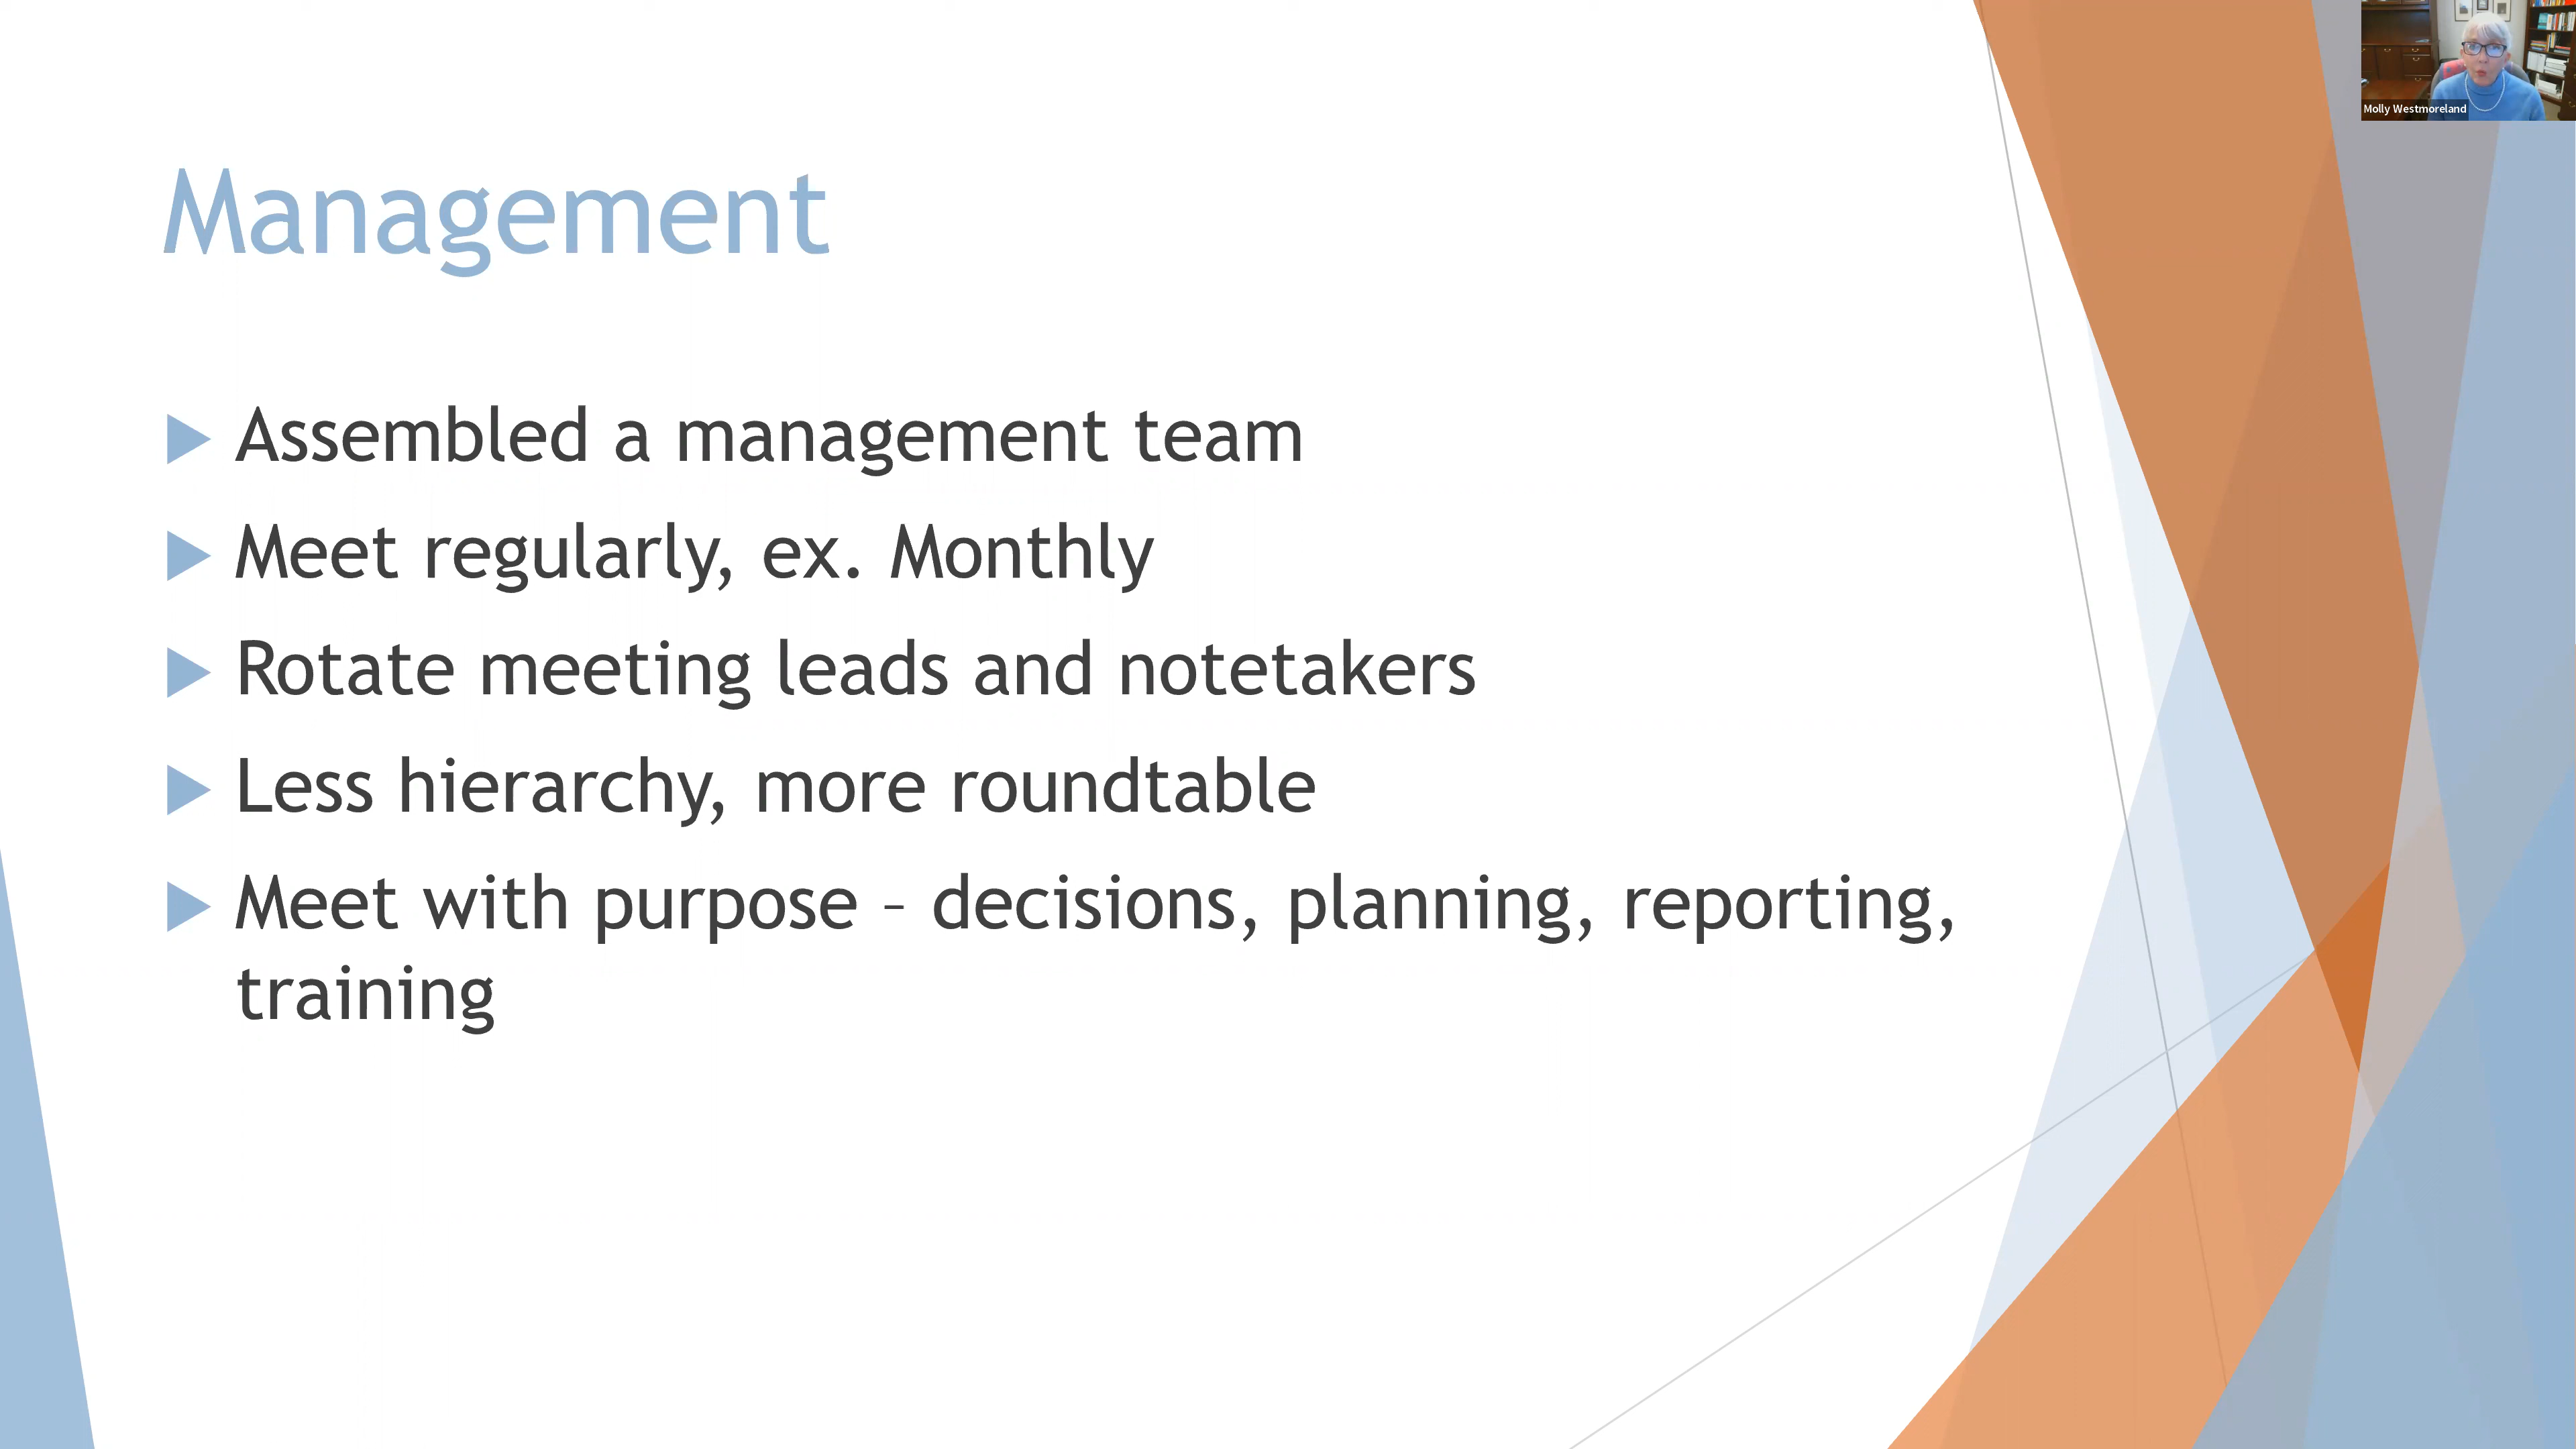 Molly Westmoreland
Management
Assembled a management team
Meet regularly, ex. Monthly
Rotate meeting leads and notetakers
Less hierarchy, more roundtable
Meet with purpose – decisions, planning, reporting,
training